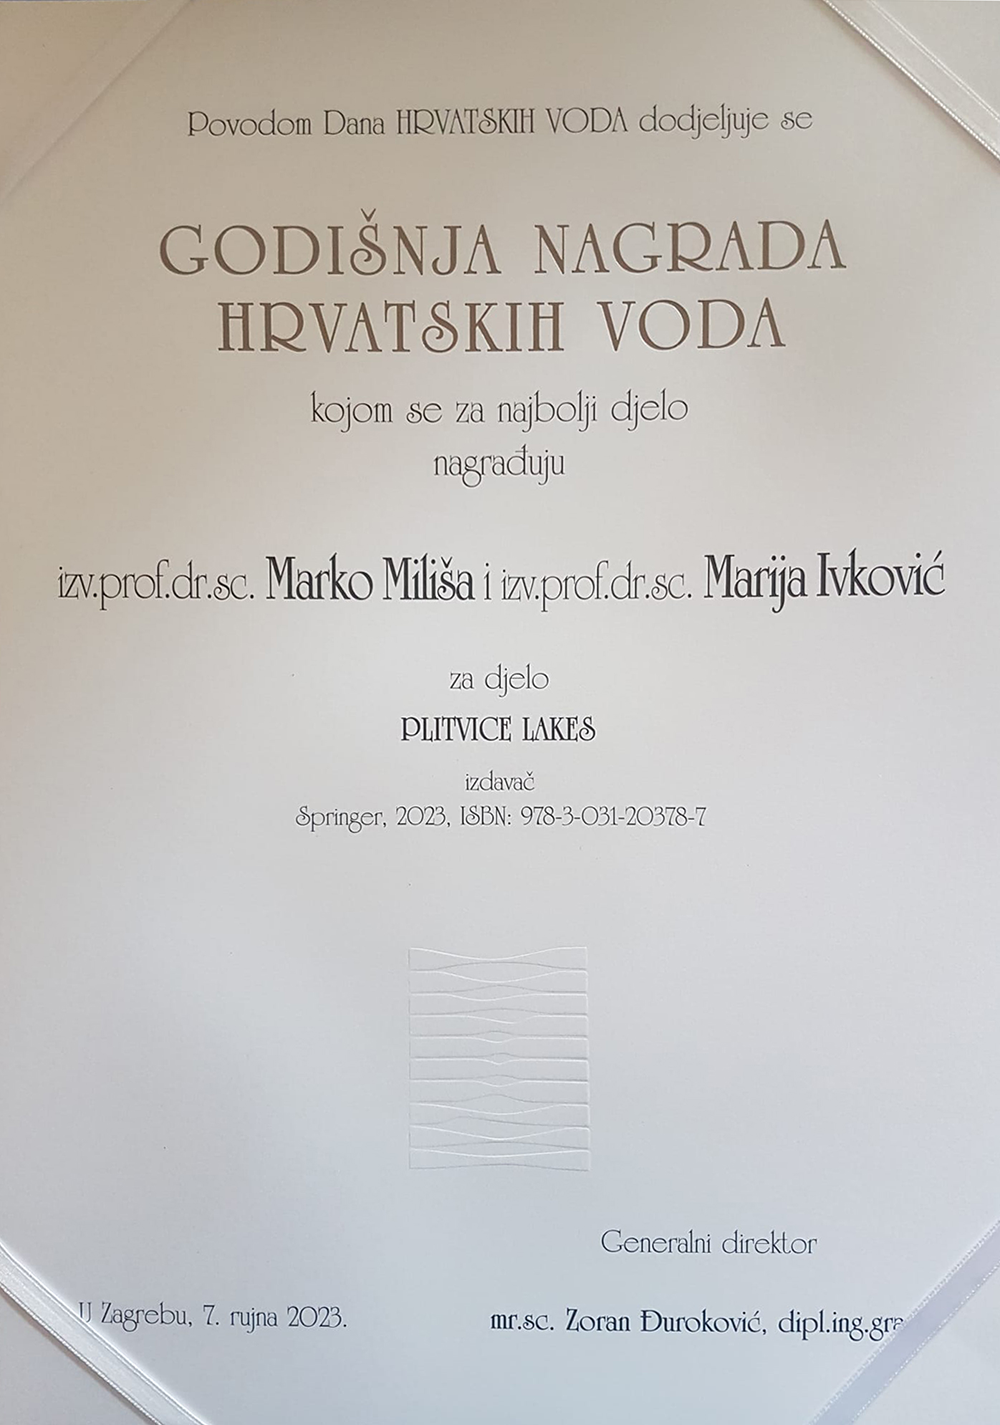 Povodom Dana HRVATSKIH VODA dodjeljuje se
GODIŠNJA NAGRADA
HRVATSKIH VODA
kojom se za najbolji djelo
nagrađuju
izv.prof.dr.sc. Marko Miliša i izv.prof.dr.sc. Marija Ivković
za djelo
PLITVICE LAKES
izdavač
Springer, 2023, ISBN: 978-3-031-20378-7
Generalni direktor
U Zagrebu, 7. rujna 2023.
mr.sc. Zoran Đuroković, dipl.ing.